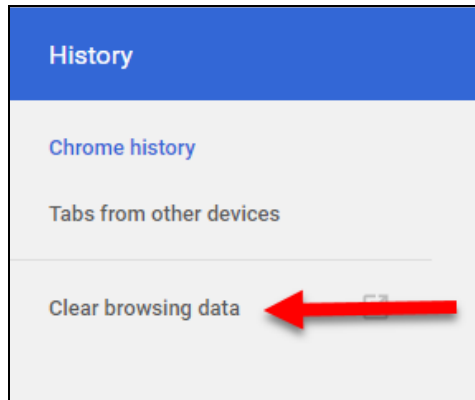 History
Chrome history
Tabs from other devices
Clear browsing data